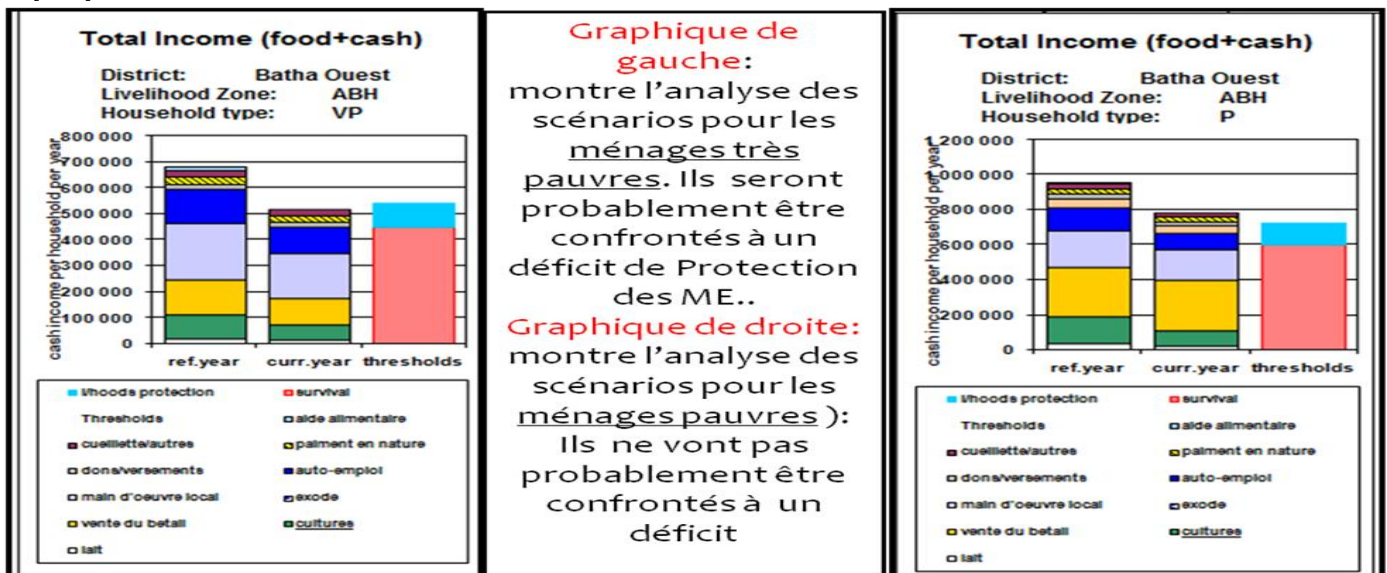 Total Income (food+cash)
District: Batha Ouest
Livelihood Zone: ABH
Household type: VP
cash income per household per year
800 000
700 000
600 000
500 000
400 000
300 000
200 000
100 000
0
ref.year curr.year thresholds
l/hoods protection survival
Thresholds aide alimentaire
cueillette/autres paiment en nature
dons/versements auto-emploi
main d'oeuvre local exode
vente du betail cultures
lait
Graphique de
gauche:
montre l'analyse des
scénarios pour les
ménages très
pauvres. Ils seront
probablement être
confrontés à un
déficit de Protection
des ME..
Graphique de droite:
montre l'analyse des
scénarios pour les
ménages pauvres ):
Ils ne vont pas
probablement être
confrontés à un
déficit
Total Income (food+cash)
District: Batha Ouest
Livelihood Zone: ABH
Household type: P
cash income per household per year
1 200 000
1 000 000
800 000
600 000
400 000
200 000
0
ref.year curr.year thresholds
l/hoods protection survival
Thresholds aide alimentaire
cueillette/autres paiment en nature
dons/versements auto-emploi
main d'oeuvre local exode
vente du betail cultures
lait